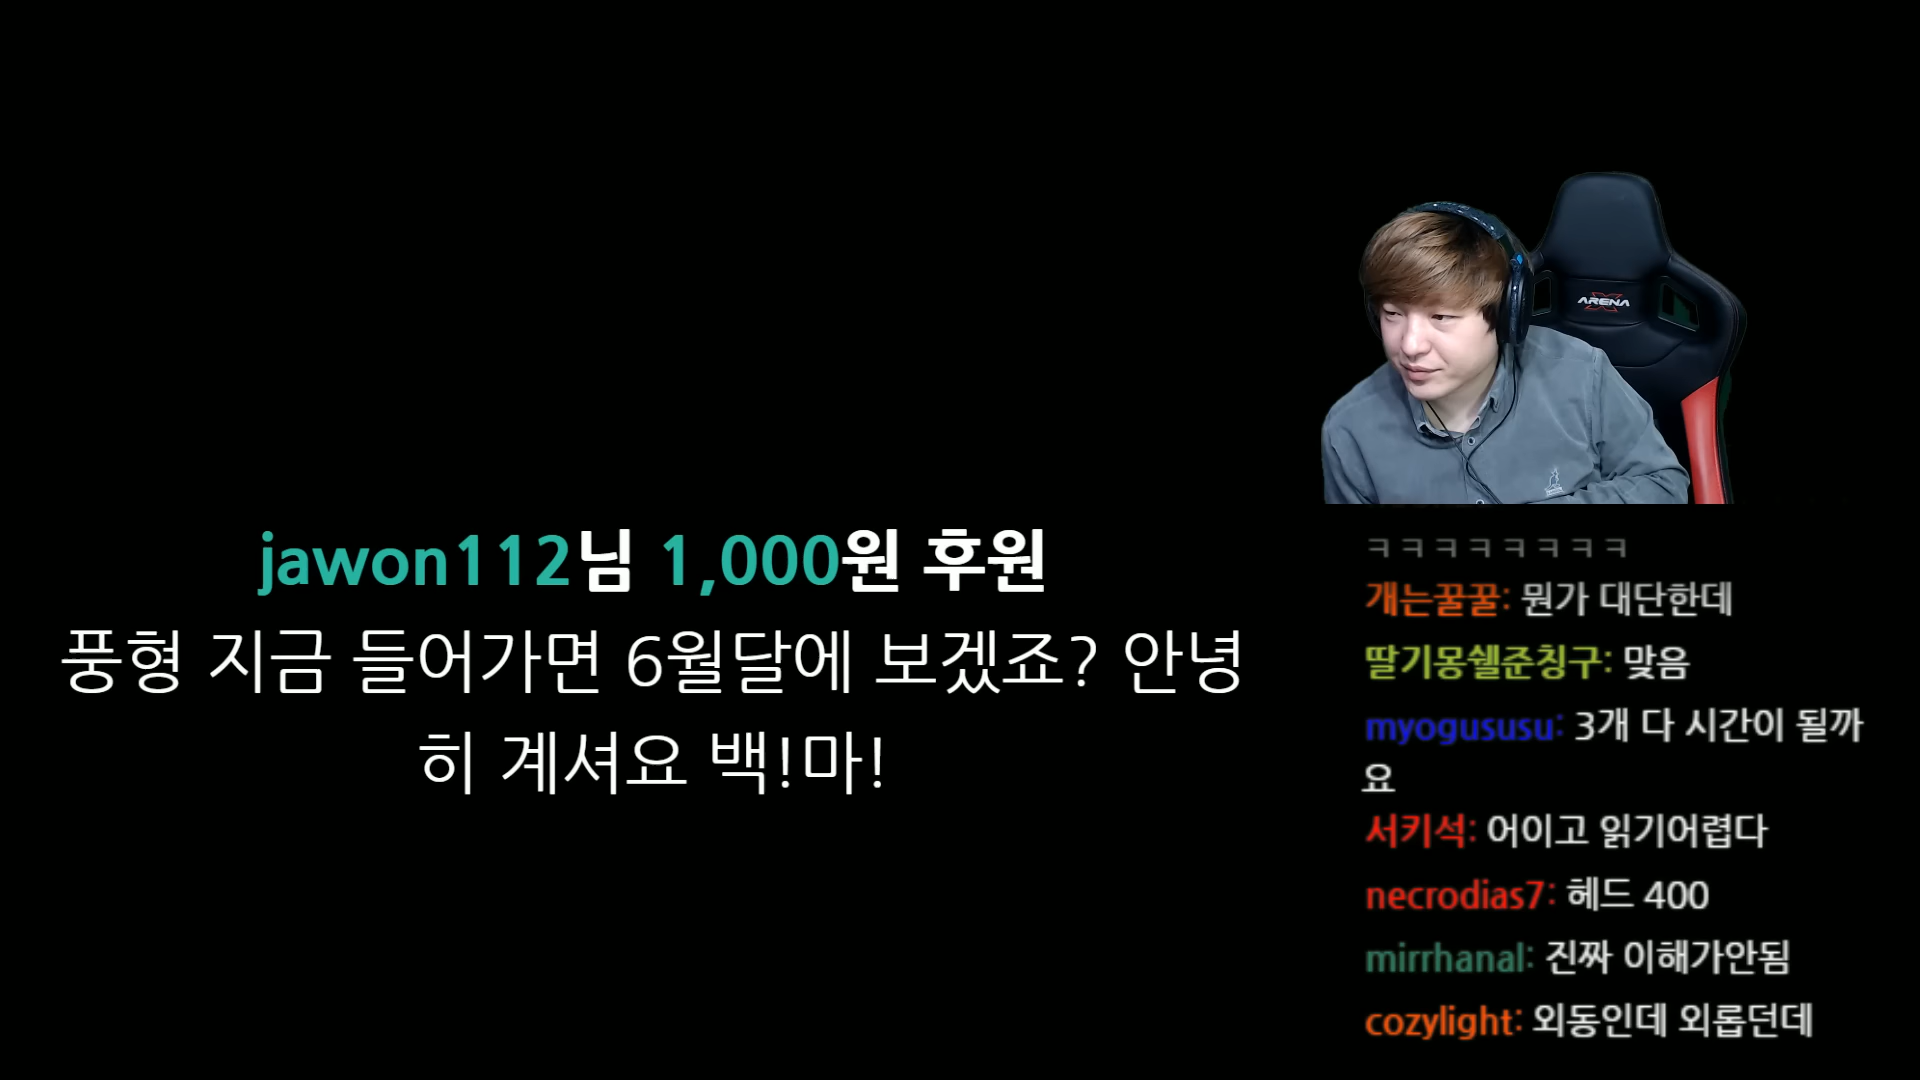 ARENA
jawon112님 1,000원 후원
풍형 지금 들어가면 6월달에 보겠죠? 안녕
히 계셔요 백!마!
ㅋㅋㅋㅋㅋㅋㅋㅋ
개는꿀꿀: 뭔가 대단한데
딸기몽쉘준칭구: 맞음
myogususu: 3개 다 시간이 될까
요
서키석: 어이고 읽기어렵다
necrodias7: 헤드 400
mirrhanal: 진짜 이해가안됨
cozylight: 외동인데 외롭던데